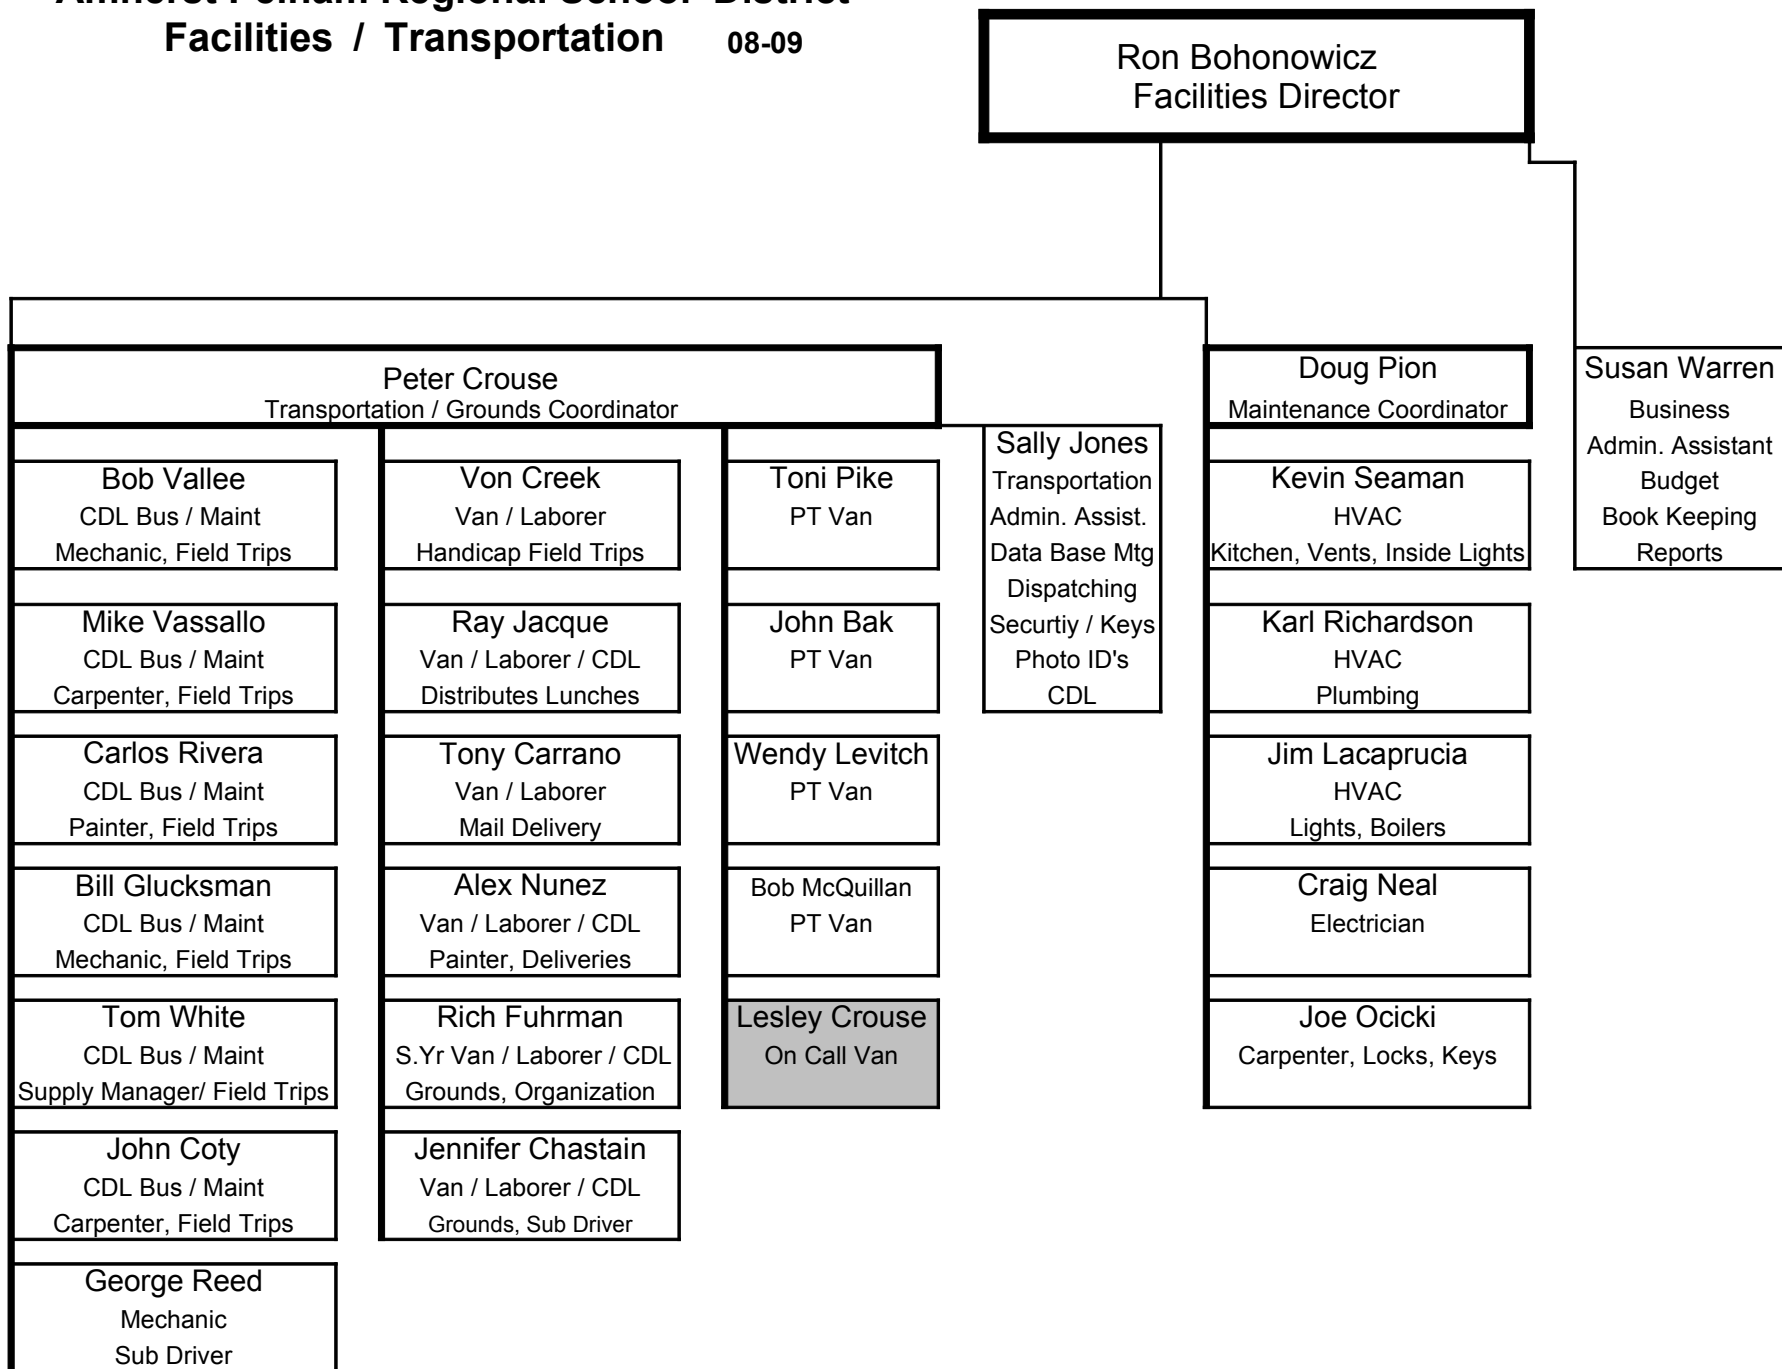 Amherst Pelham Regional School District
Facilities / Transportation 08-09
Ron Bohonowicz
Facilities Director
Peter Crouse
Transportation / Grounds Coordinator
Bob Vallee
CDL Bus / Maint
Mechanic, Field Trips
Mike Vassallo
CDL Bus / Maint
Carpenter, Field Trips
Carlos Rivera
CDL Bus / Maint
Painter, Field Trips
Bill Glucksman
CDL Bus / Maint
Mechanic, Field Trips
Tom White
CDL Bus / Maint
Supply Manager/ Field Trips
John Coty
CDL Bus / Maint
Carpenter, Field Trips
George Reed
Mechanic
Sub Driver
Von Creek
Van / Laborer
Handicap Field Trips
Ray Jacque
Van / Laborer / CDL
Distributes Lunches
Tony Carrano
Van / Laborer
Mail Delivery
Alex Nunez
Van / Laborer / CDL
Painter, Deliveries
Rich Fuhrman
S.Yr Van / Laborer / CDL
Grounds, Organization
Jennifer Chastain
Van / Laborer / CDL
Grounds, Sub Driver
Toni Pike
PT Van
John Bak
PT Van
Wendy Levitch
PT Van
Bob McQuillan
PT Van
Lesley Crouse
On Call Van
Sally Jones
Transportation
Admin. Assist.
Data Base Mtg
Dispatching
Securtiy / Keys
Photo ID's
CDL
Doug Pion
Maintenance Coordinator
Kevin Seaman
HVAC
Kitchen, Vents, Inside Lights
Karl Richardson
HVAC
Plumbing
Jim Lacaprucia
HVAC
Lights, Boilers
Craig Neal
Electrician
Joe Ocicki
Carpenter, Locks, Keys
Susan Warren
Business
Admin. Assistant
Budget
Book Keeping
Reports